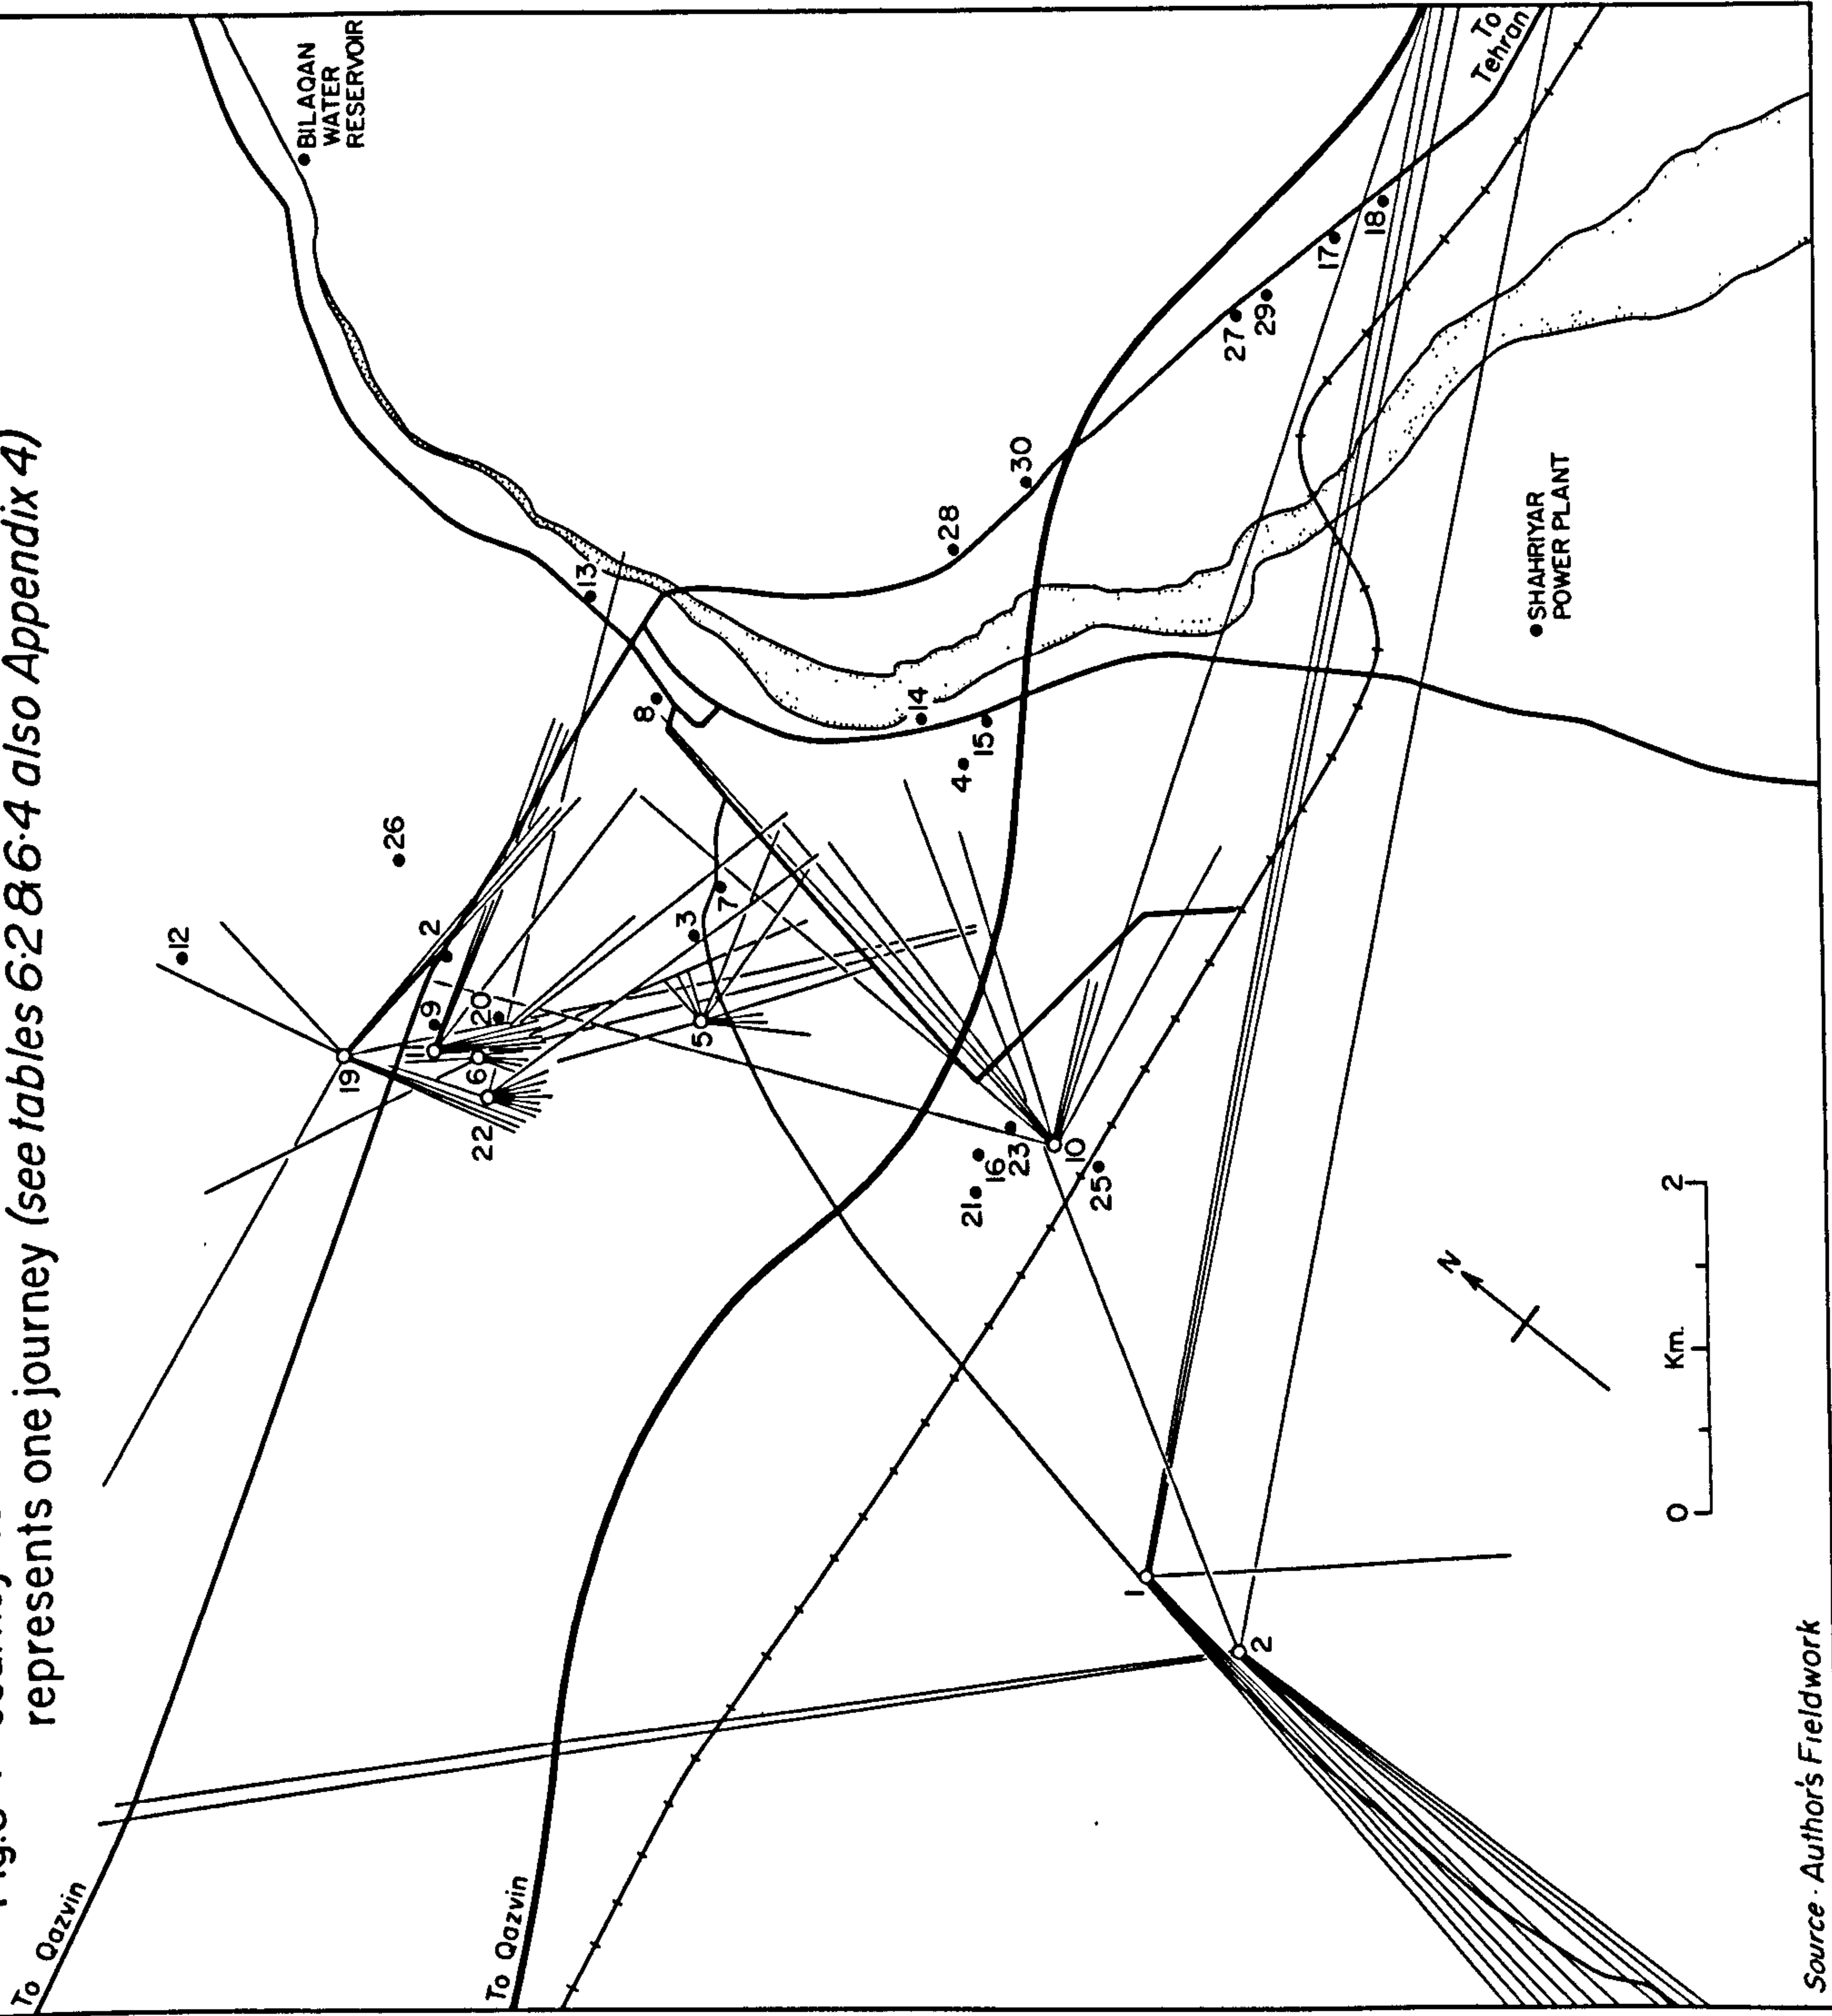 represents one journey (see tables 6·2&6·4 also Appendix 4)
To Qazvin
12
BILAQAN
WATER
RESERVOIR
19
26
2
9
11
6
20
22
To Qazvin
13
8
3
5
7
14
28
4
15
21
16
23
30
10
25
1
2
27
29
17
18
N
To
Tehran
SHAHRIYAR
POWER PLANT
0 Km. 2
Source · Author's Fieldwork